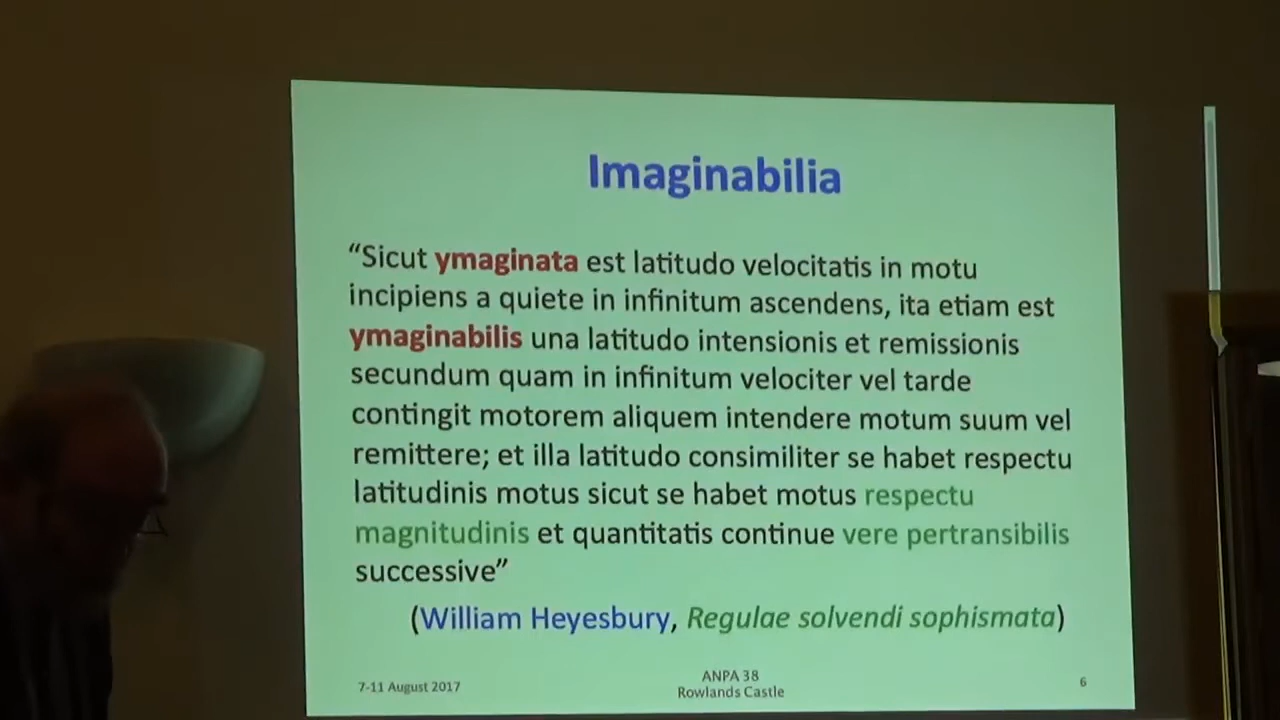 Imaginabilia
“Sicut ymaginata est latitudo velocitatis in motu
incipiens a quiete in infinitum ascendens, ita etiam est
ymaginabilis una latitudo intensionis et remissionis
secundum quam in infinitum velociter vel tarde
contingit motorem aliquem intendere motum suum vel
remittere; et illa latitudo consimiliter se habet respectu
latitudinis motus sicut se habet motus respectu
magnitudinis et quantitatis continue vere pertransibilis
successive”
(William Heyesbury, Regulae solvendi sophismata)
7-11 August 2017
ANPA 38
Rowlands Castle
6